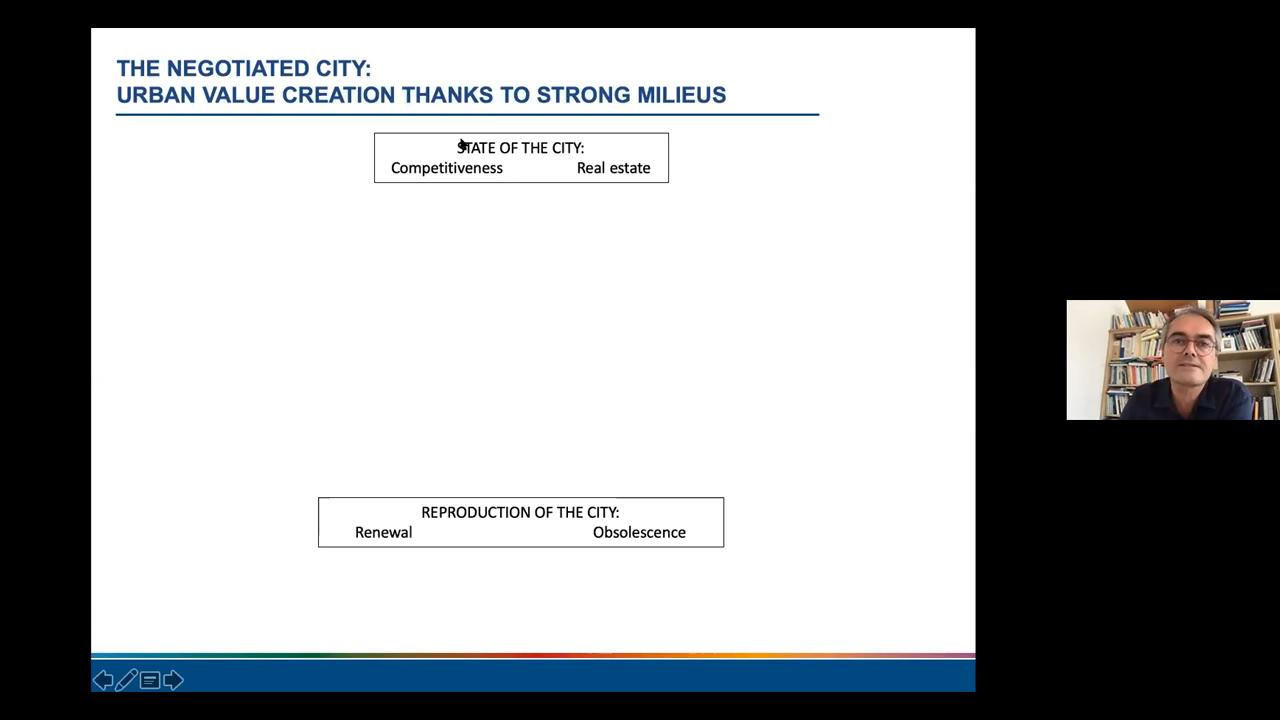 THE NEGOTIATED CITY:
URBAN VALUE CREATION THANKS TO STRONG MILIEUS
STATE OF THE CITY:
Competitiveness Real estate
REPRODUCTION OF THE CITY:
Renewal Obsolescence